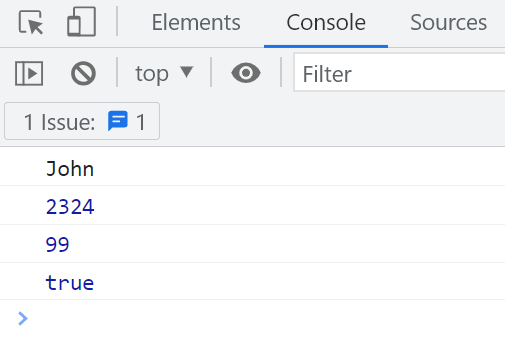 Elements Console Sources
top Filter
1 Issue: 1
John
2324
99
true